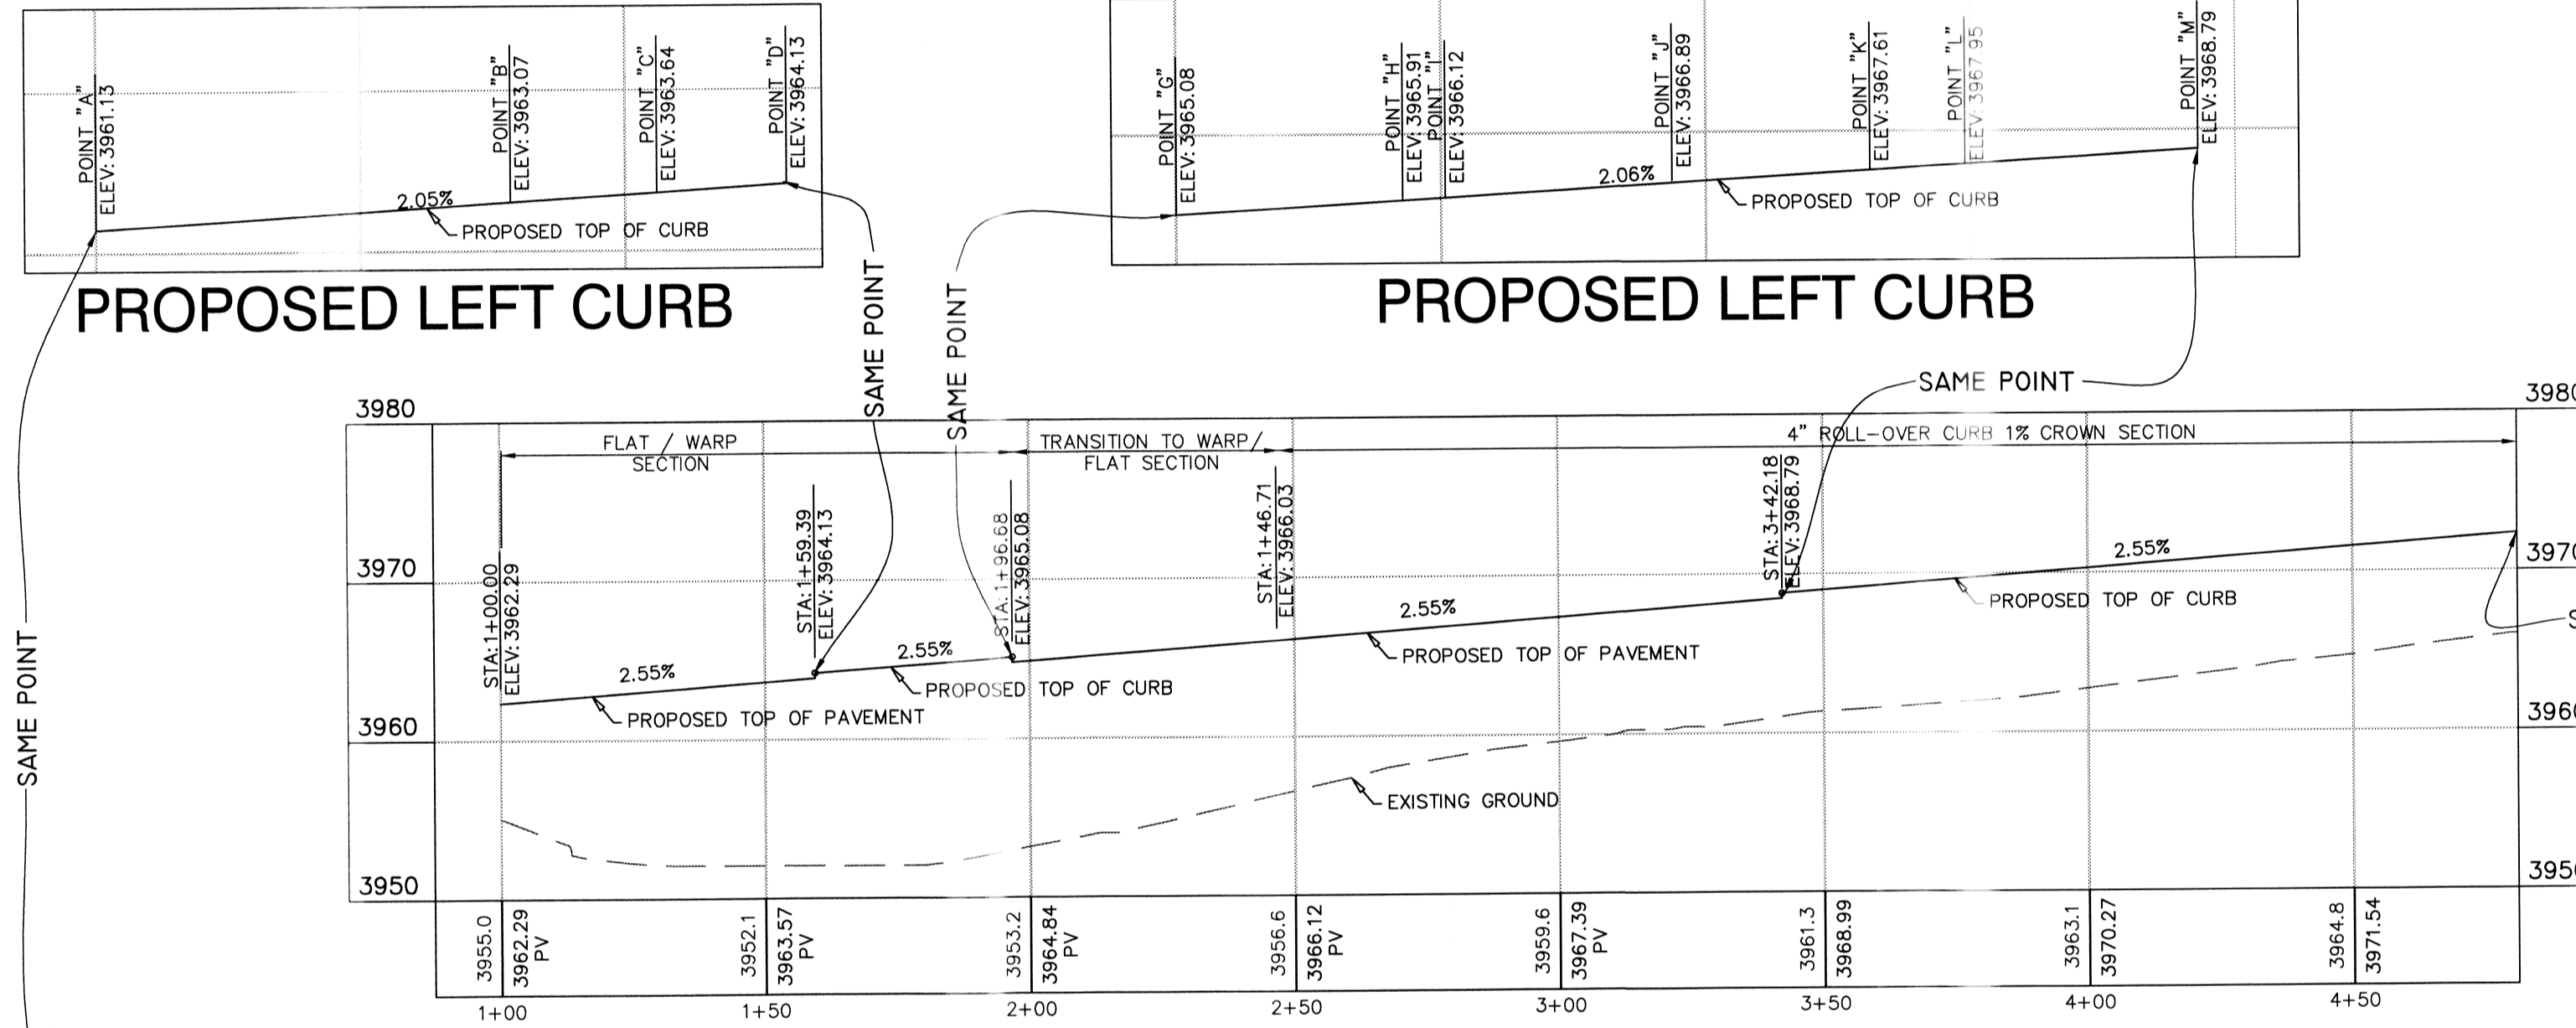 POINT "A"
ELEV: 3961.13
POINT "B"
ELEV: 3963.07
POINT "C"
ELEV: 3963.64
POINT "D"
ELEV: 3964.13
2.05%
PROPOSED TOP OF CURB
PROPOSED LEFT CURB
POINT "G"
ELEV: 3965.08
POINT "H"
ELEV: 3965.91
POINT "I"
ELEV: 3966.12
POINT "J"
ELEV: 3966.89
POINT "K"
ELEV: 3967.61
POINT "L"
ELEV: 3967.95
POINT "M"
ELEV: 3968.79
2.06%
PROPOSED TOP OF CURB
PROPOSED LEFT CURB
SAME POINT
SAME POINT
SAME POINT
SAME POINT
3980
3970
3960
3950
FLAT / WARP
SECTION
TRANSITION TO WARP/
FLAT SECTION
4" ROLL-OVER CURB 1% CROWN SECTION
STA: 1+00.00
ELEV: 3962.29
STA: 1+59.39
ELEV: 3964.13
STA: 1+96.68
ELEV: 3965.08
STA: 1+46.71
ELEV: 3966.03
STA: 3+42.18
ELEV: 3968.79
2.55%
PROPOSED TOP OF PAVEMENT
2.55%
PROPOSED TOP OF CURB
2.55%
PROPOSED TOP OF PAVEMENT
2.55%
PROPOSED TOP OF CURB
EXISTING GROUND
3955.0
3962.29
PV
3952.1
3963.57
PV
3953.2
3964.84
PV
3956.6
3966.12
PV
3959.6
3967.39
PV
3961.3
3968.99
3963.1
3970.27
3964.8
3971.54
1+00
1+50
2+00
2+50
3+00
3+50
4+00
4+50